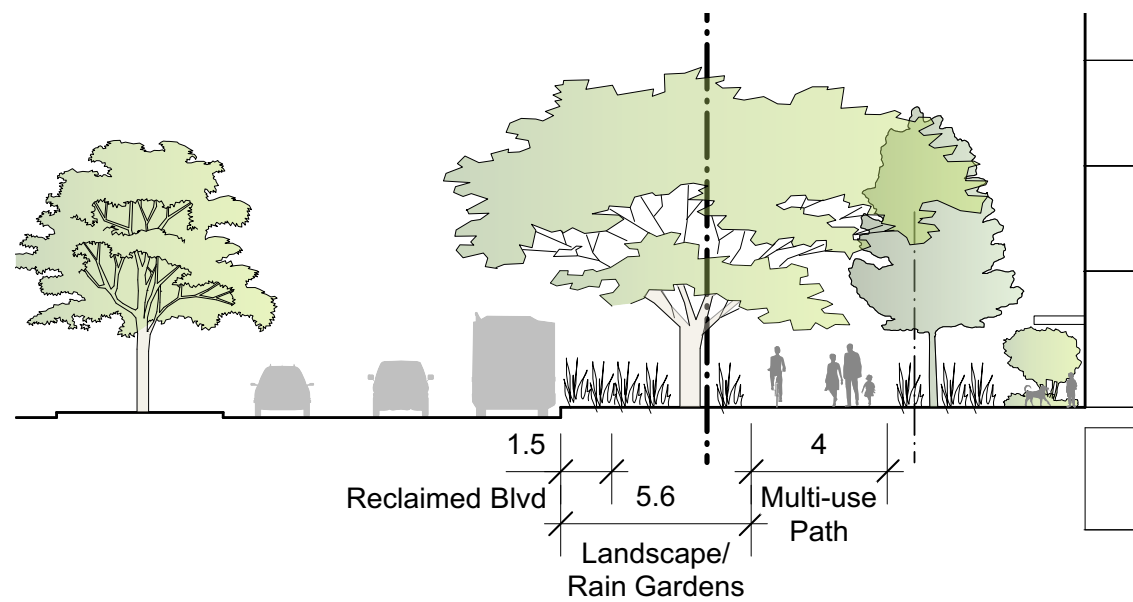 1.5
4
Reclaimed Blvd
5.6
Multi-use
Path
Landscape/
Rain Gardens